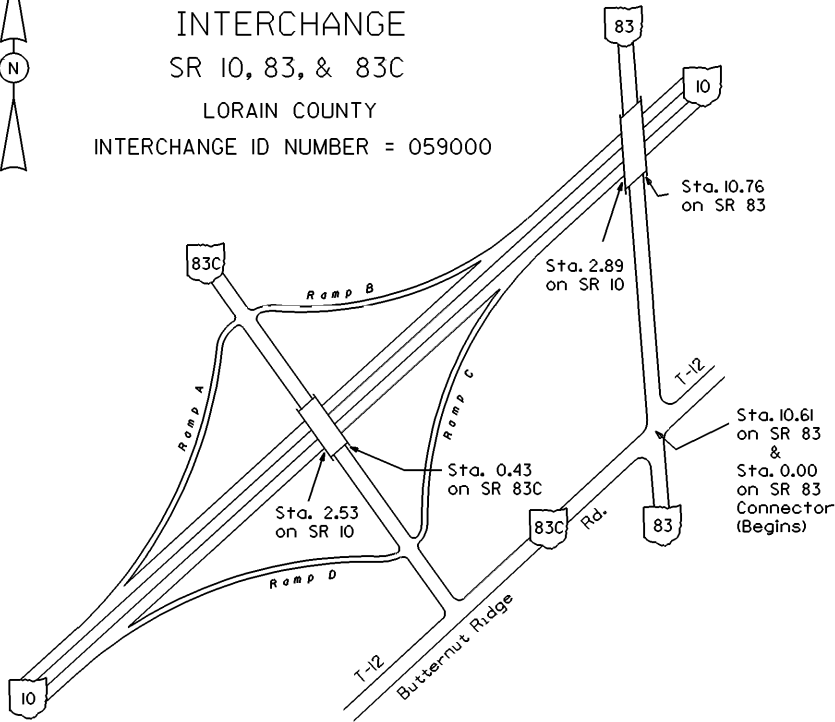 INTERCHANGE
SR 10, 83, & 83C
LORAIN COUNTY
INTERCHANGE ID NUMBER = 059000
N
83
10
Sta. 10.76
on SR 83
Sta. 2.89
on SR 10
83C
Ramp B
Ramp A
Ramp C
T-12
Sta. 10.61
on SR 83
&
Sta. 0.00
on SR 83
Connector
(Begins)
Sta. 0.43
on SR 83C
Sta. 2.53
on SR 10
83C
Rd.
83
Ramp D
T-12
Butternut Ridge
10